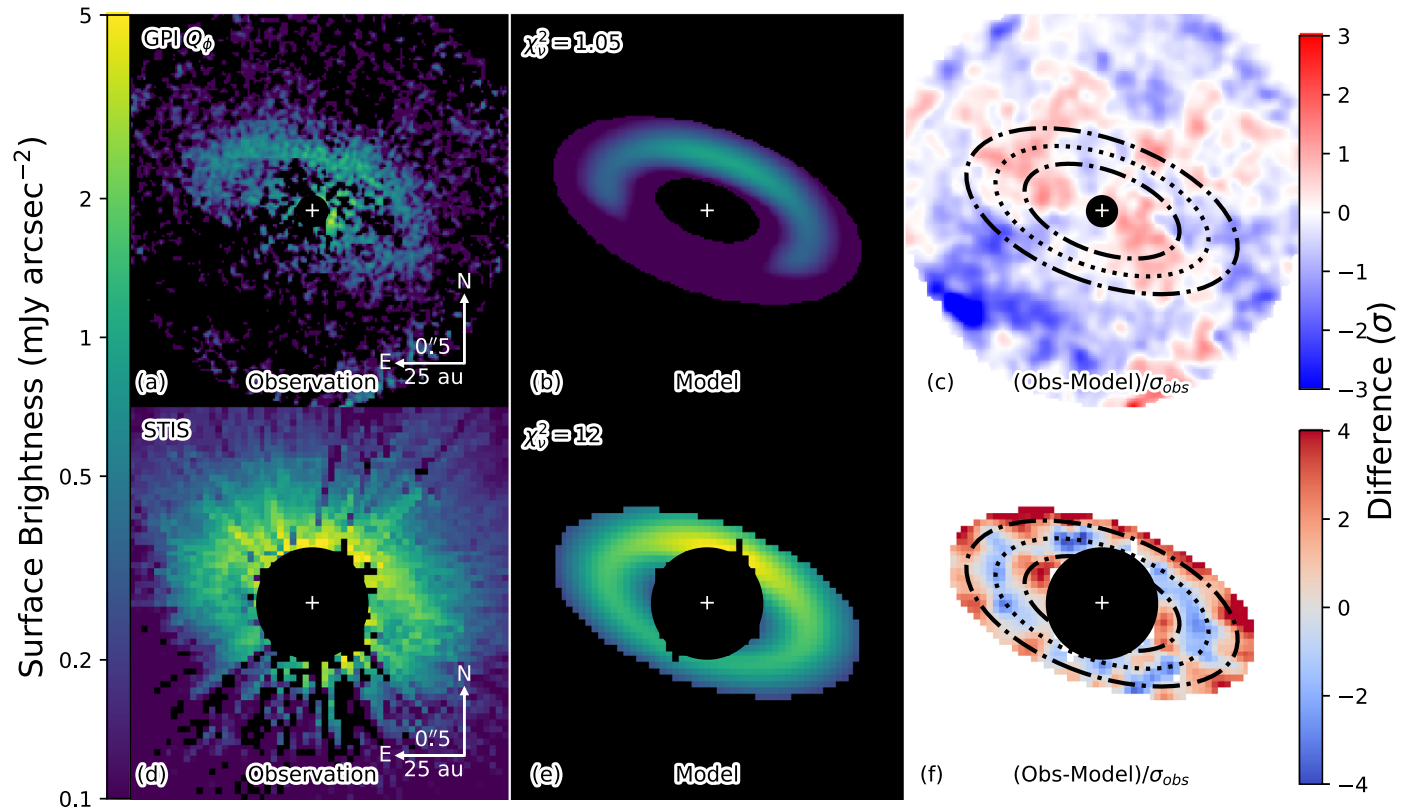 Surface Brightness (mJy arcsec⁻²)
5
2
1
0.5
0.2
0.1
GPI Qϕ
N
E
0″.5
25 au
(a)
Observation
χ²ᵥ = 1.05
(b)
Model
(c)
(Obs-Model)/σobs
3
2
1
0
−1
−2
−3
STIS
N
E
0″.5
25 au
(d)
Observation
χ²ᵥ = 12
(e)
Model
(f)
(Obs-Model)/σobs
4
2
0
−2
−4
Difference (σ)